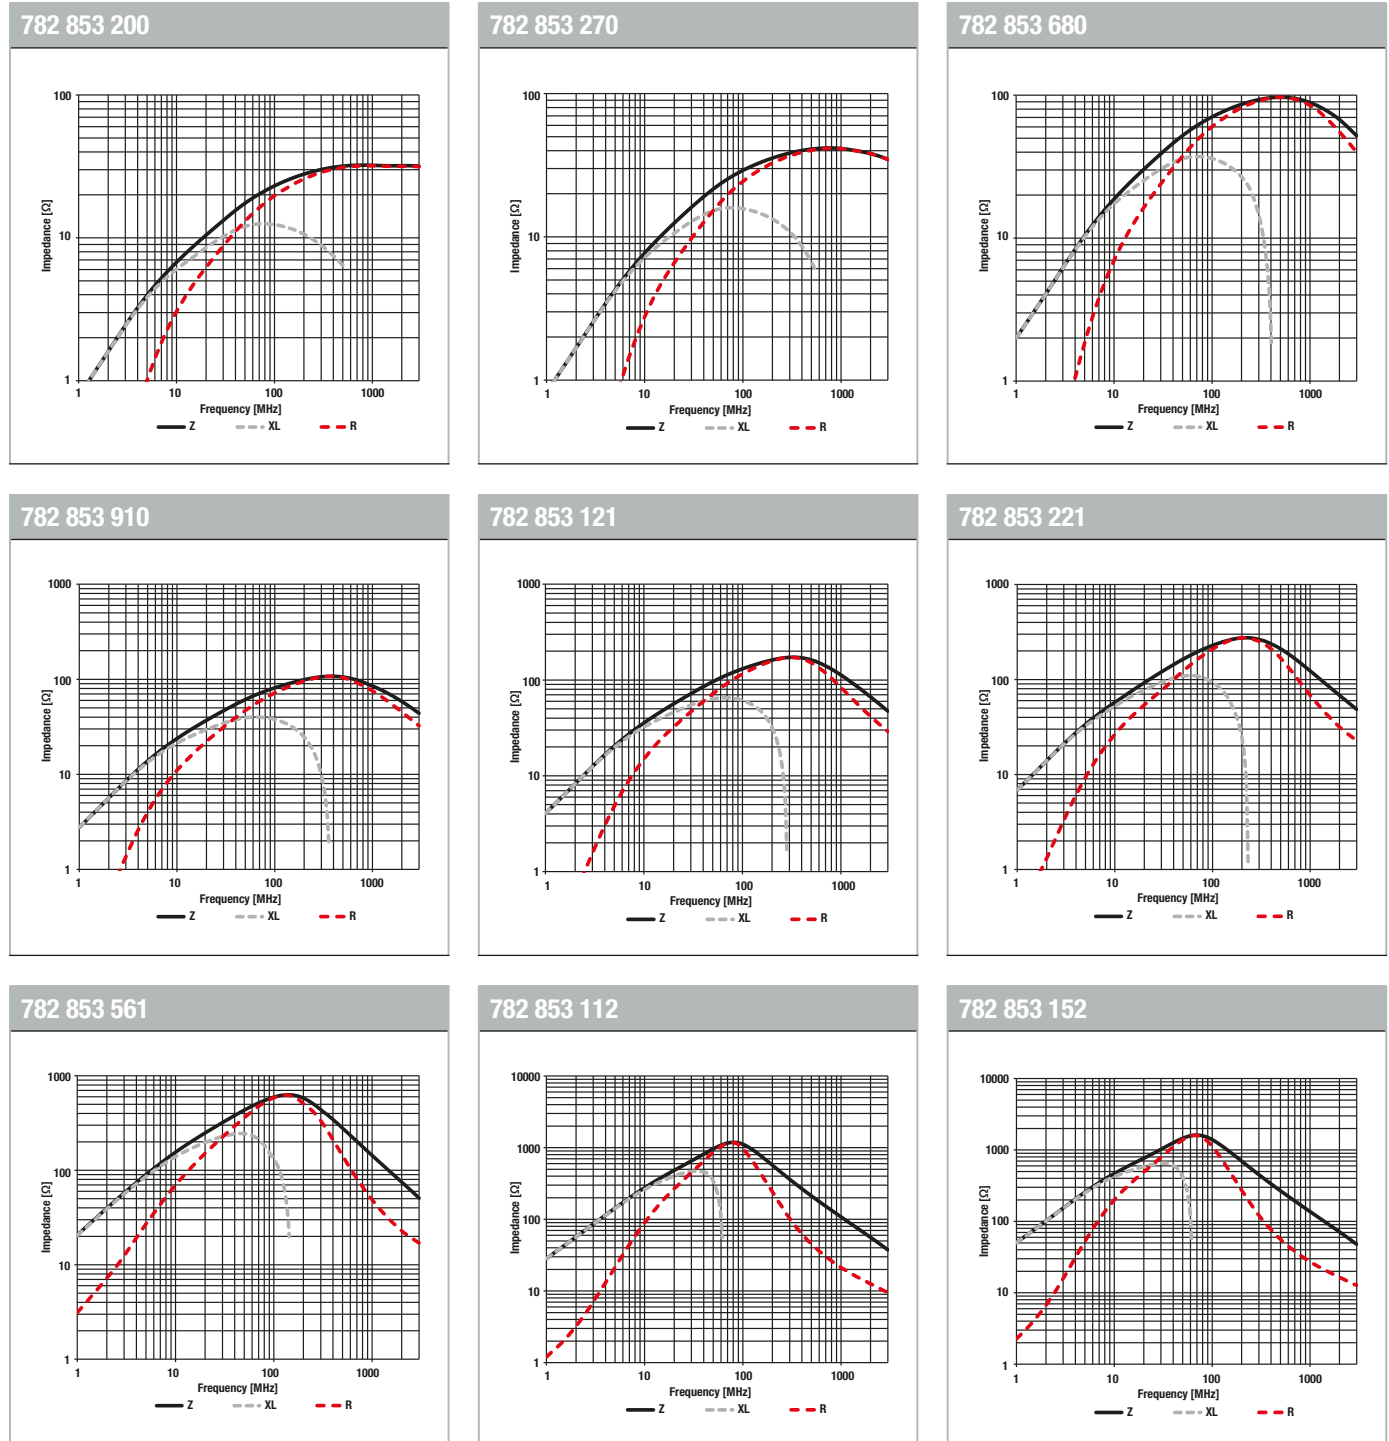 782 853 200
100
10
1
Impedance [Ω]
1 10 100 1000
Frequency [MHz]
Z XL R
782 853 270
100
10
1
Impedance [Ω]
1 10 100 1000
Frequency [MHz]
Z XL R
782 853 680
100
10
1
Impedance [Ω]
1 10 100 1000
Frequency [MHz]
Z XL R
782 853 910
1000
100
10
1
Impedance [Ω]
1 10 100 1000
Frequency [MHz]
Z XL R
782 853 121
1000
100
10
1
Impedance [Ω]
1 10 100 1000
Frequency [MHz]
Z XL R
782 853 221
1000
100
10
1
Impedance [Ω]
1 10 100 1000
Frequency [MHz]
Z XL R
782 853 561
1000
100
10
1
Impedance [Ω]
1 10 100 1000
Frequency [MHz]
Z XL R
782 853 112
10000
1000
100
10
1
Impedance [Ω]
1 10 100 1000
Frequency [MHz]
Z XL R
782 853 152
10000
1000
100
10
1
Impedance [Ω]
1 10 100 1000
Frequency [MHz]
Z XL R